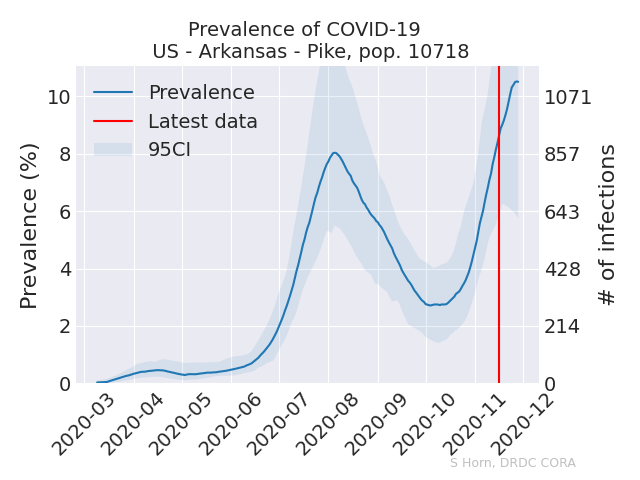 Prevalence of COVID-19
US - Arkansas - Pike, pop. 10718
Prevalence (%)
10
8
6
4
2
0
Prevalence
Latest data
95CI
1071
857
643
428
214
0
# of infections
2020-03
2020-04
2020-05
2020-06
2020-07
2020-08
2020-09
2020-10
2020-11
2020-12
S Horn, DRDC CORA